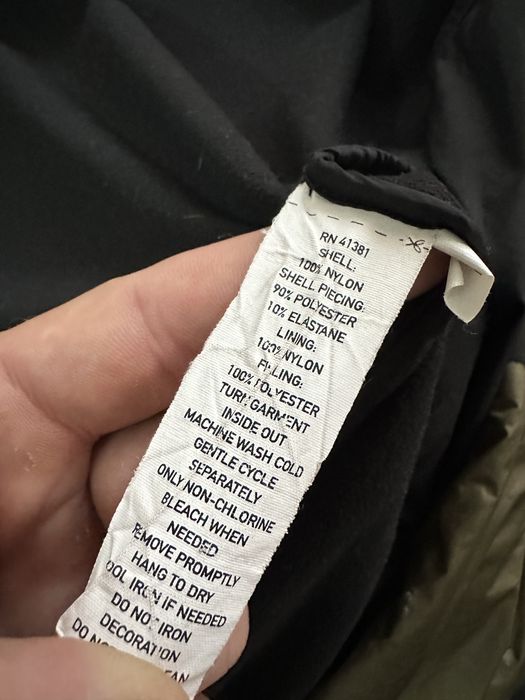 RN 41381
SHELL:
100% NYLON
SHELL PIECING:
90% POLYESTER
10% ELASTANE
LINING:
100% NYLON
FILLING:
100% POLYESTER
TURN GARMENT
INSIDE OUT
MACHINE WASH COLD
GENTLE CYCLE
SEPARATELY
ONLY NON-CHLORINE
BLEACH WHEN
NEEDED
REMOVE PROMPTLY
HANG TO DRY
COOL IRON IF NEEDED
DO NOT IRON
DECORATION
DO